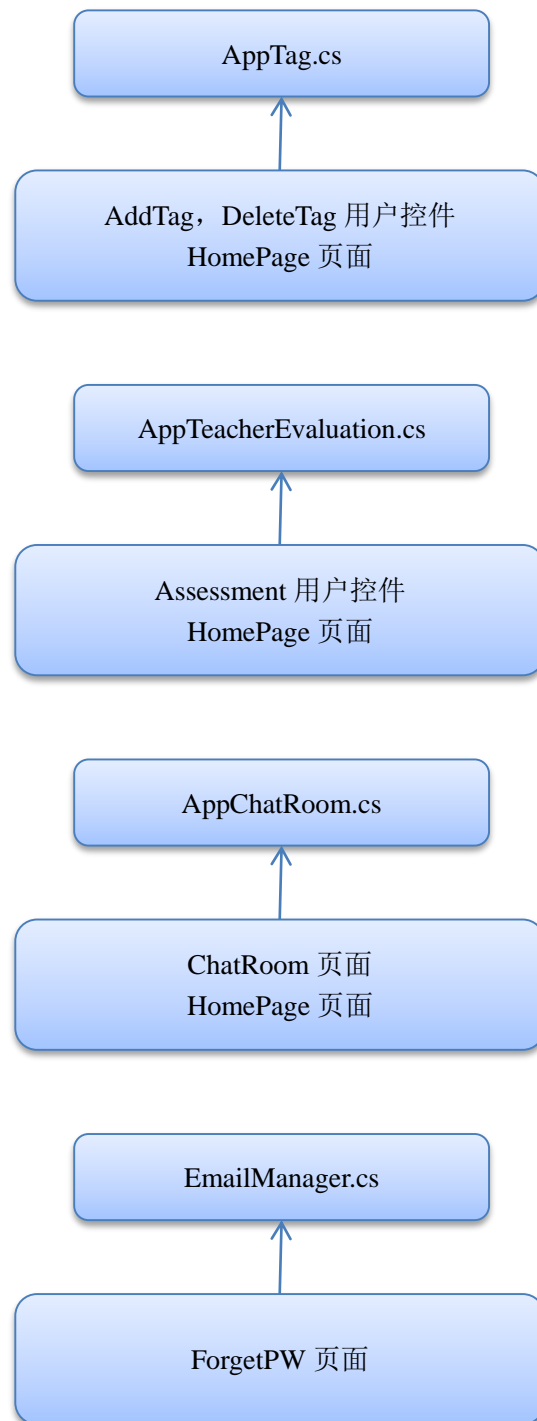 AppTag.cs
AddTag，DeleteTag 用户控件
HomePage 页面
AppTeacherEvaluation.cs
Assessment 用户控件
HomePage 页面
AppChatRoom.cs
ChatRoom 页面
HomePage 页面
EmailManager.cs
ForgetPW 页面